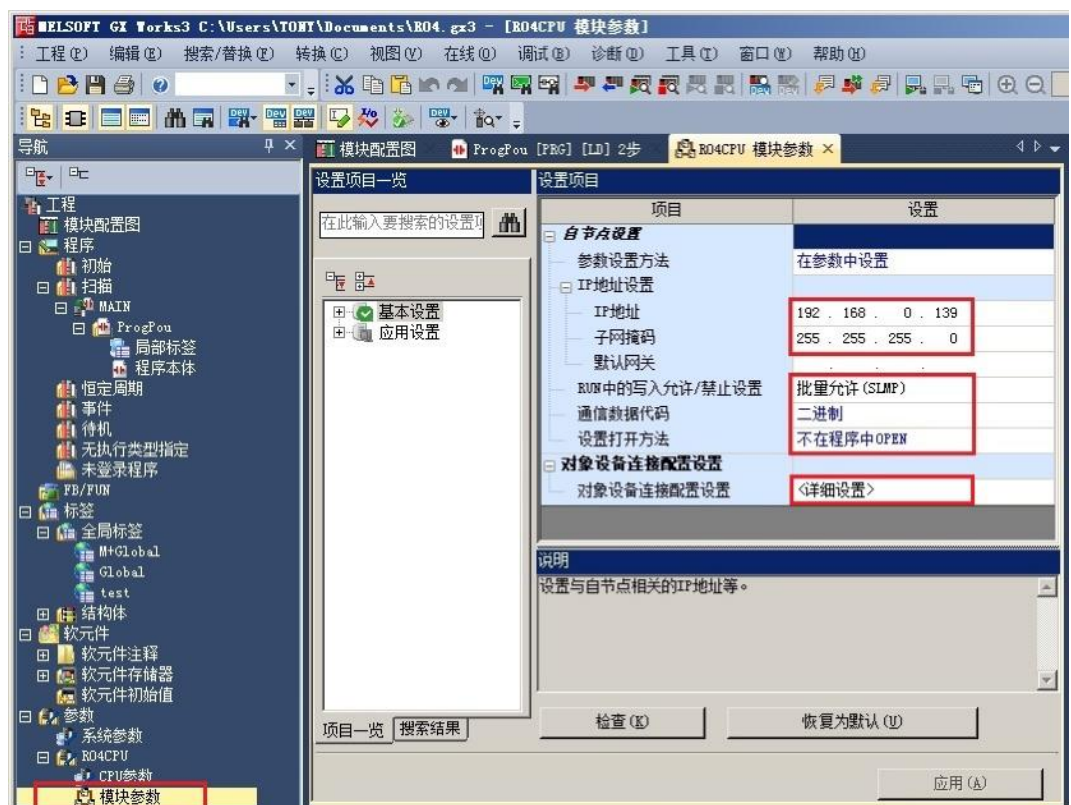 MELSOFT GX Works3 C:\Users\TONY\Documents\R04.gx3 - [R04CPU 模块参数]
工程(P) 编辑(E) 搜索/替换(F) 转换(C) 视图(V) 在线(O) 调试(B) 诊断(D) 工具(T) 窗口(W) 帮助(H)
导航
模块配置图 ProgPou [PRG] [LD] 2步 R04CPU 模块参数
工程
模块配置图
程序
初始
扫描
MAIN
ProgPou
局部标签
程序本体
恒定周期
事件
待机
无执行类型指定
未登录程序
FB/FUN
标签
全局标签
M+Global
Global
test
结构体
软元件
软元件注释
软元件存储器
软元件初始值
参数
系统参数
R04CPU
CPU参数
模块参数
设置项目一览
在此输入要搜索的设置项
基本设置
应用设置
项目一览 搜索结果
设置项目
项目 设置
自节点设置
参数设置方法 在参数中设置
IP地址设置
IP地址 192 . 168 . 0 . 139
子网掩码 255 . 255 . 255 . 0
默认网关 . . .
RUN中的写入允许/禁止设置 批量允许(SLMP)
通信数据代码 二进制
设置打开方法 不在程序中OPEN
对象设备连接配置设置
对象设备连接配置设置 <详细设置>
说明
设置与自节点相关的IP地址等。
检查(K) 恢复为默认(U)
应用(A)